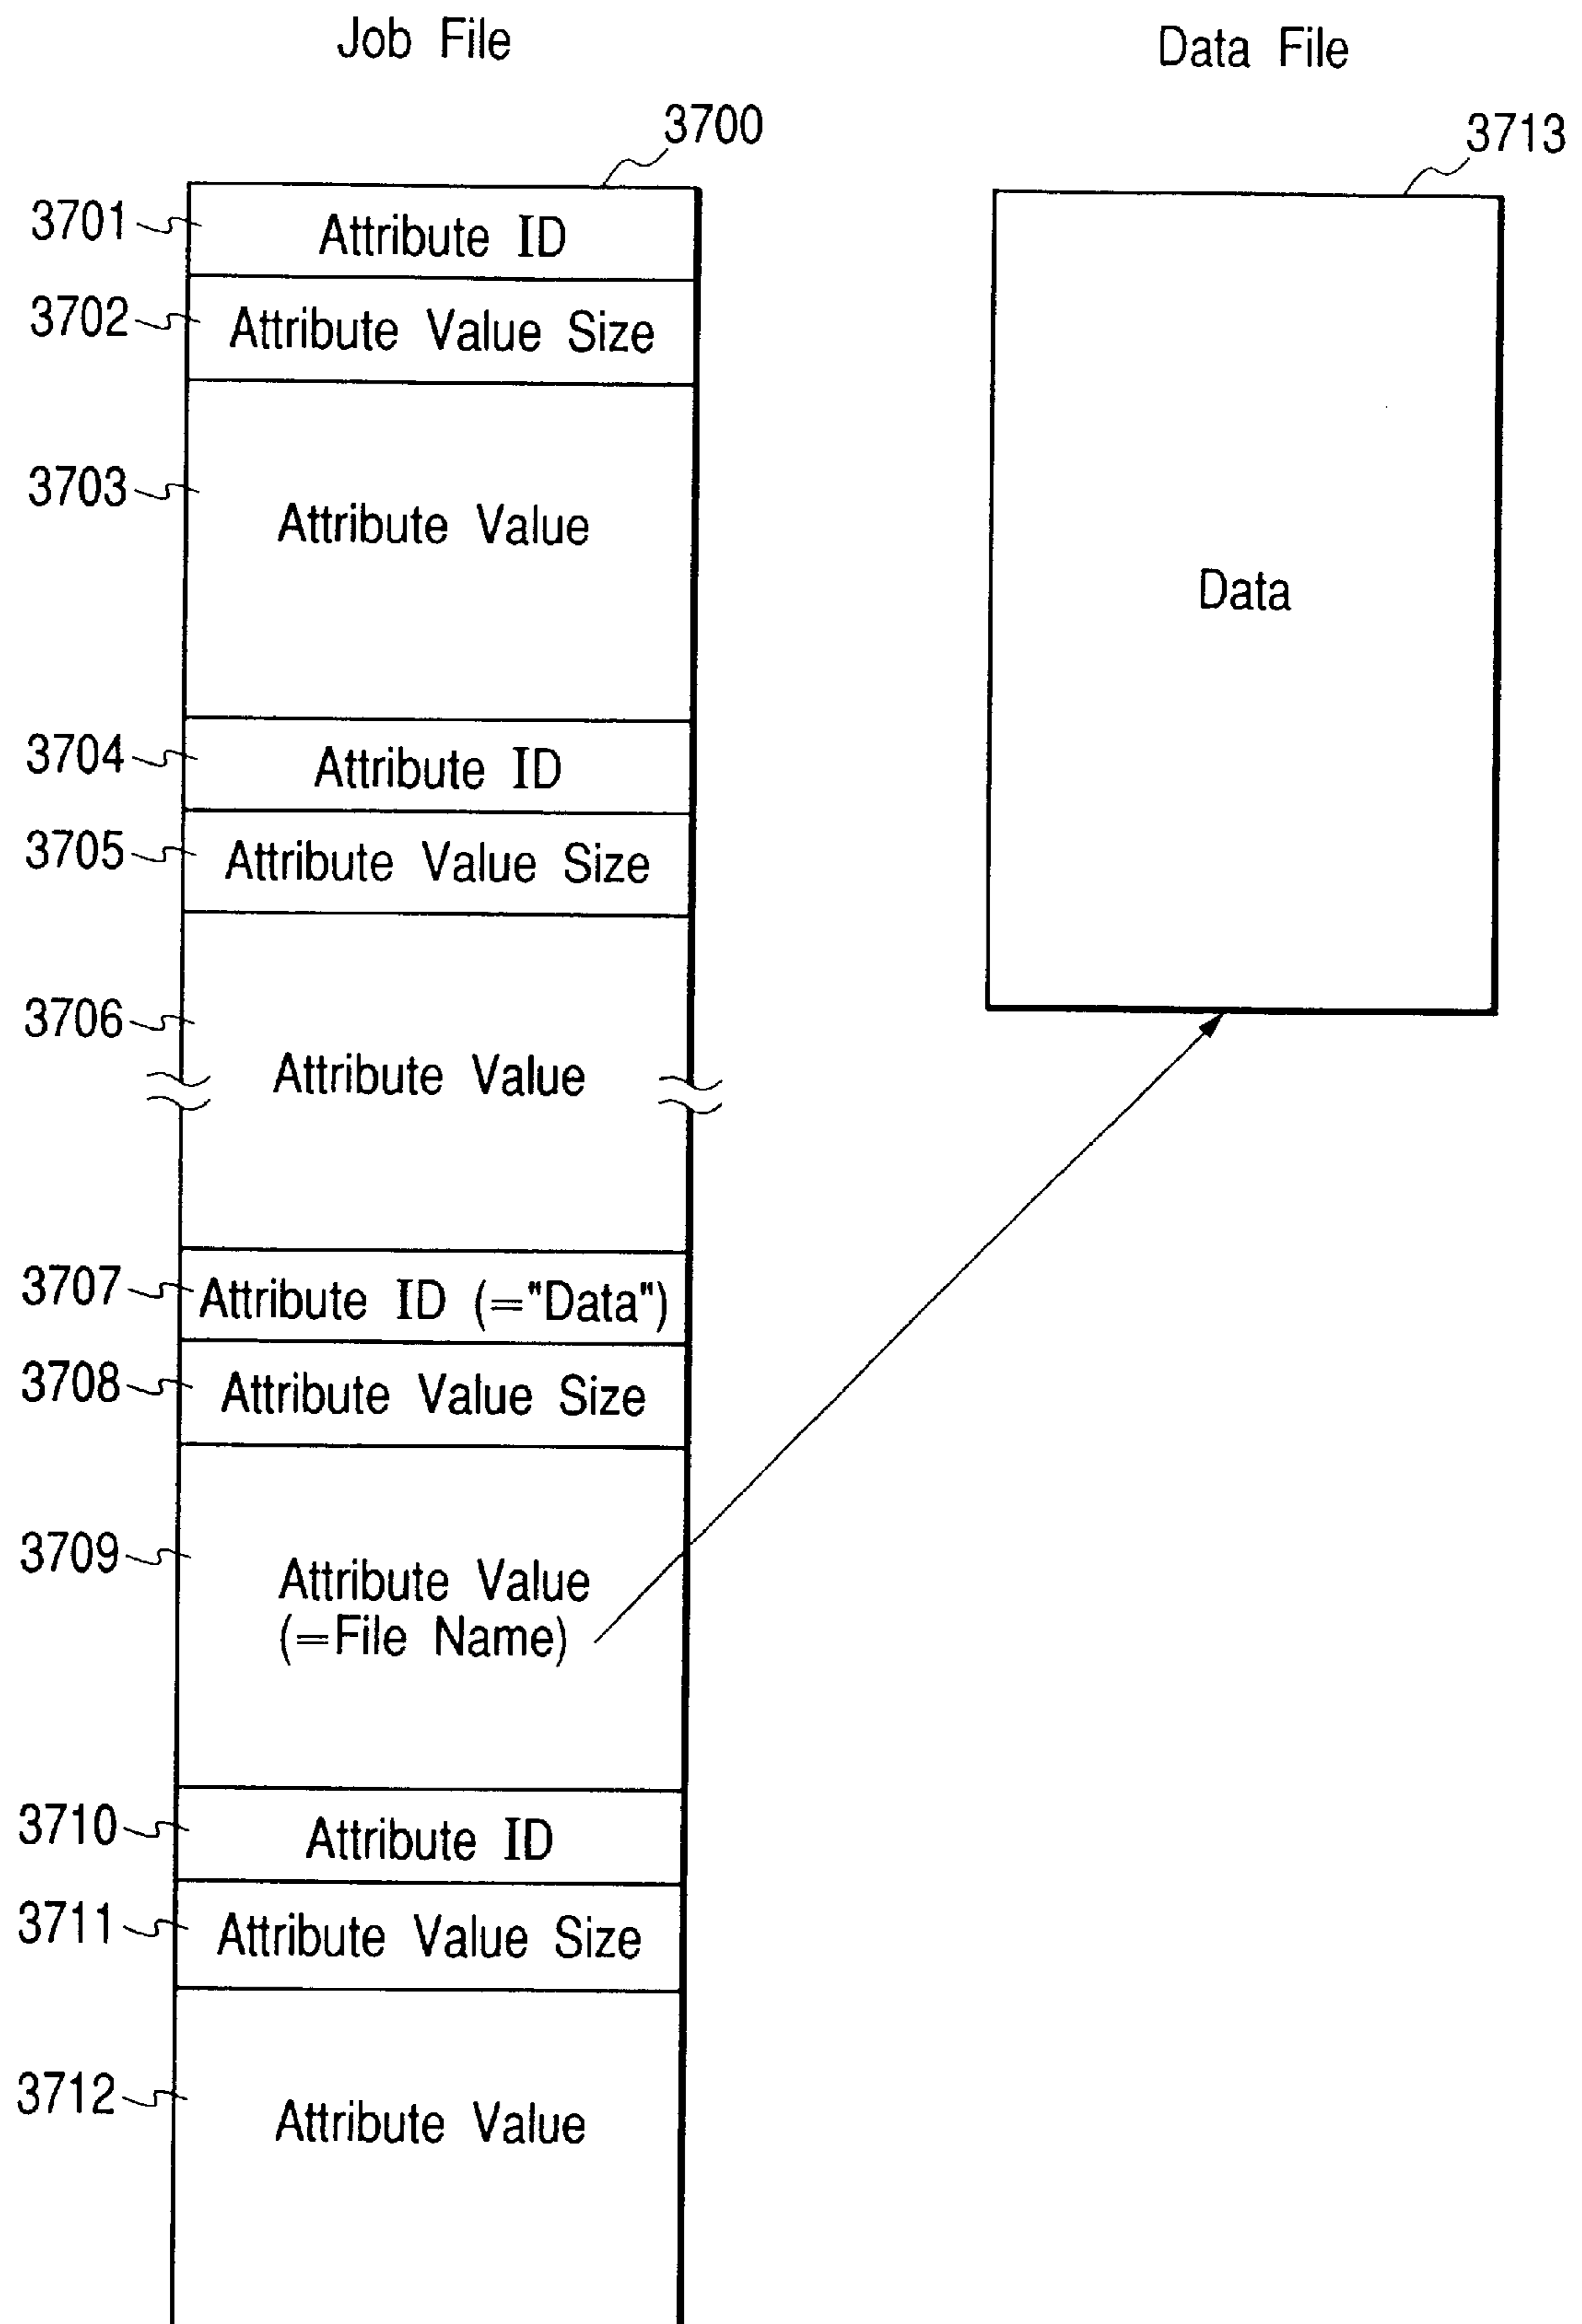 Job File
Data File
3700
3713
3701
Attribute ID
3702
Attribute Value Size
3703
Attribute Value
Data
3704
Attribute ID
3705
Attribute Value Size
3706
Attribute Value
3707
Attribute ID (="Data")
3708
Attribute Value Size
3709
Attribute Value
(=File Name)
3710
Attribute ID
3711
Attribute Value Size
3712
Attribute Value